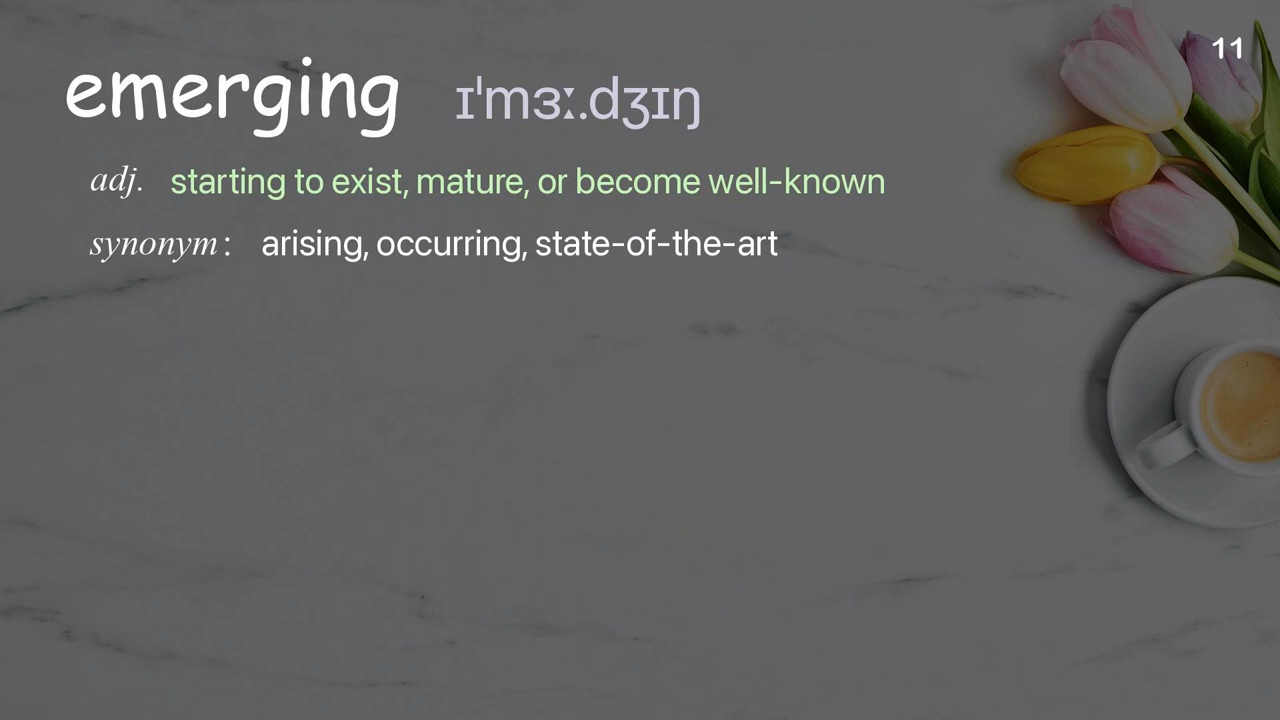 11
emerging ɪˈmɜː.dʒɪŋ
adj. starting to exist, mature, or become well-known
synonym: arising, occurring, state-of-the-art